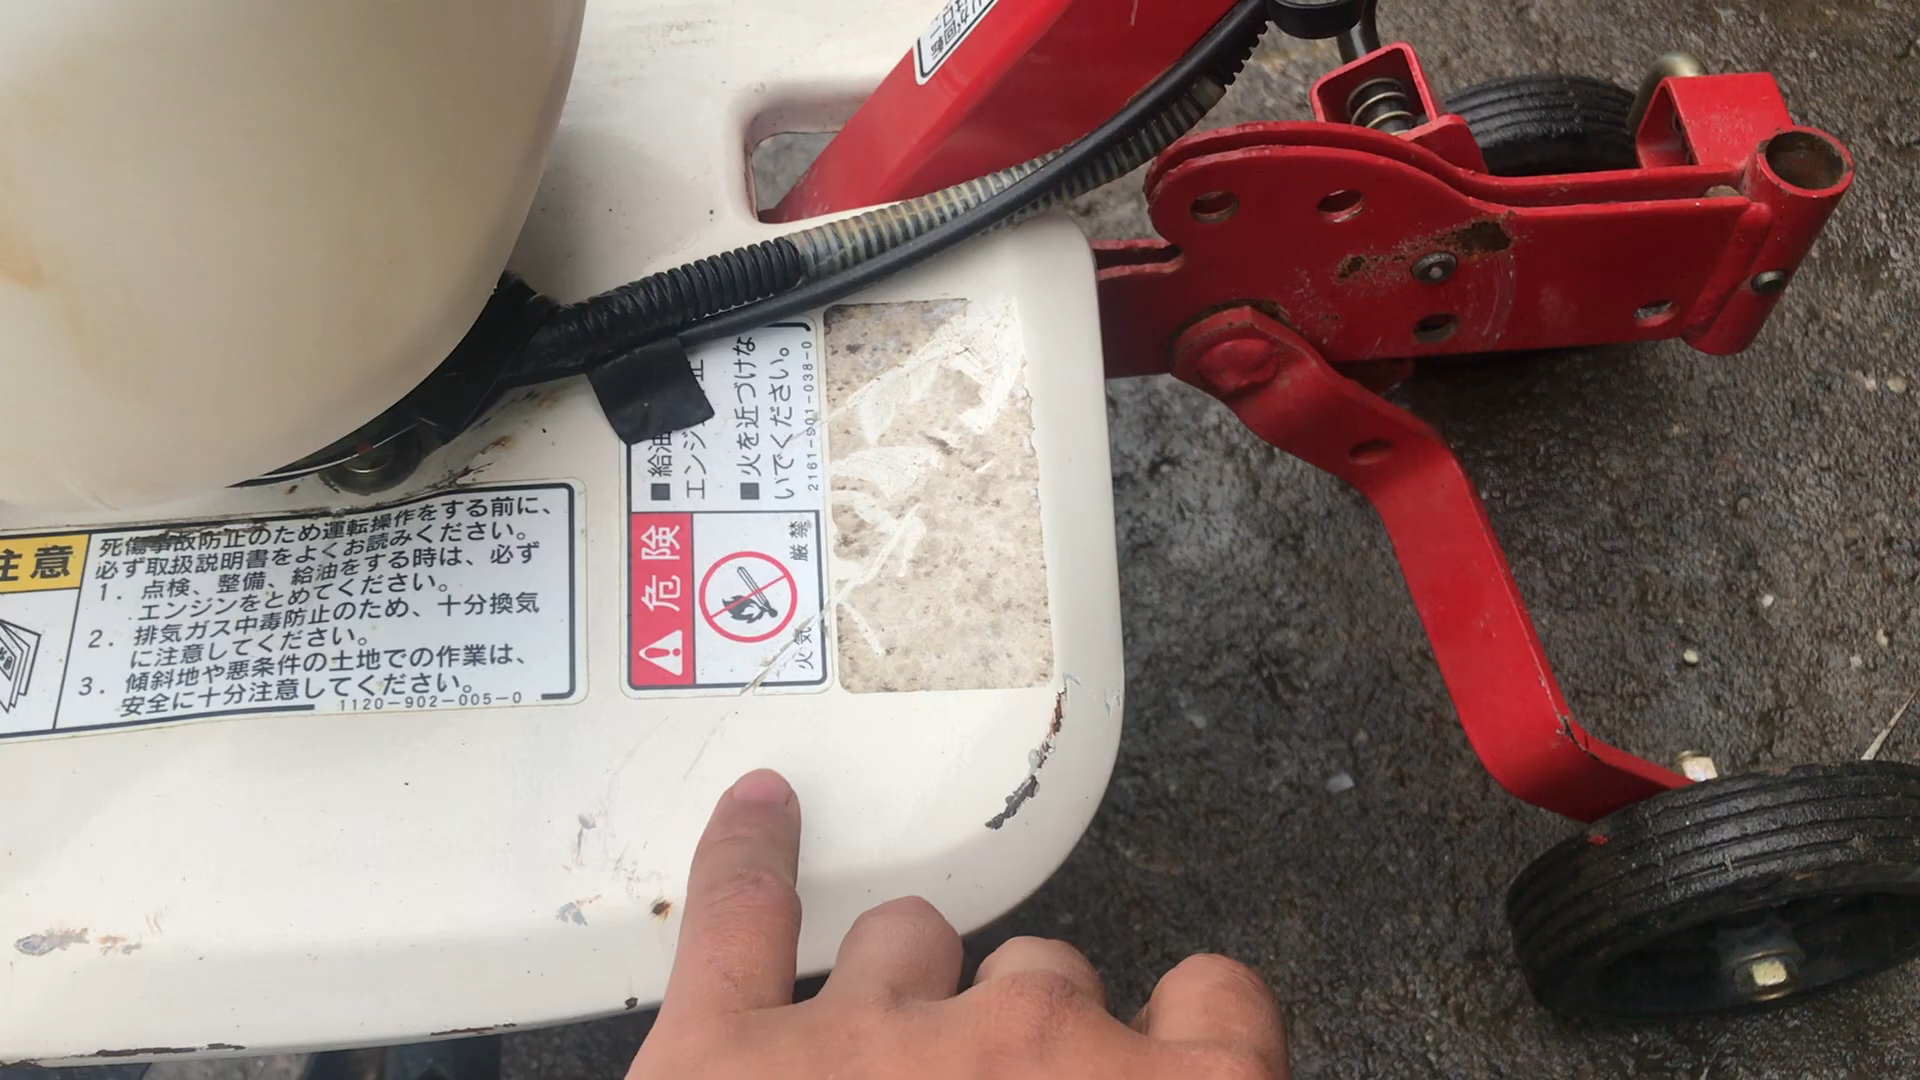 注意
死傷事故防止のため運転操作をする前に、
必ず取扱説明書をよくお読みください。
1. 点検、整備、給油をする時は、必ず
エンジンをとめてください。
2. 排気ガス中毒防止のため、十分換気
に注意してください。
3. 傾斜地や悪条件の土地での作業は、
安全に十分注意してください。
1120-902-005-0
危険
火気
厳禁
■給油
エンジ
■火を近づけな
いでください。
2161-901-038-0
が回転